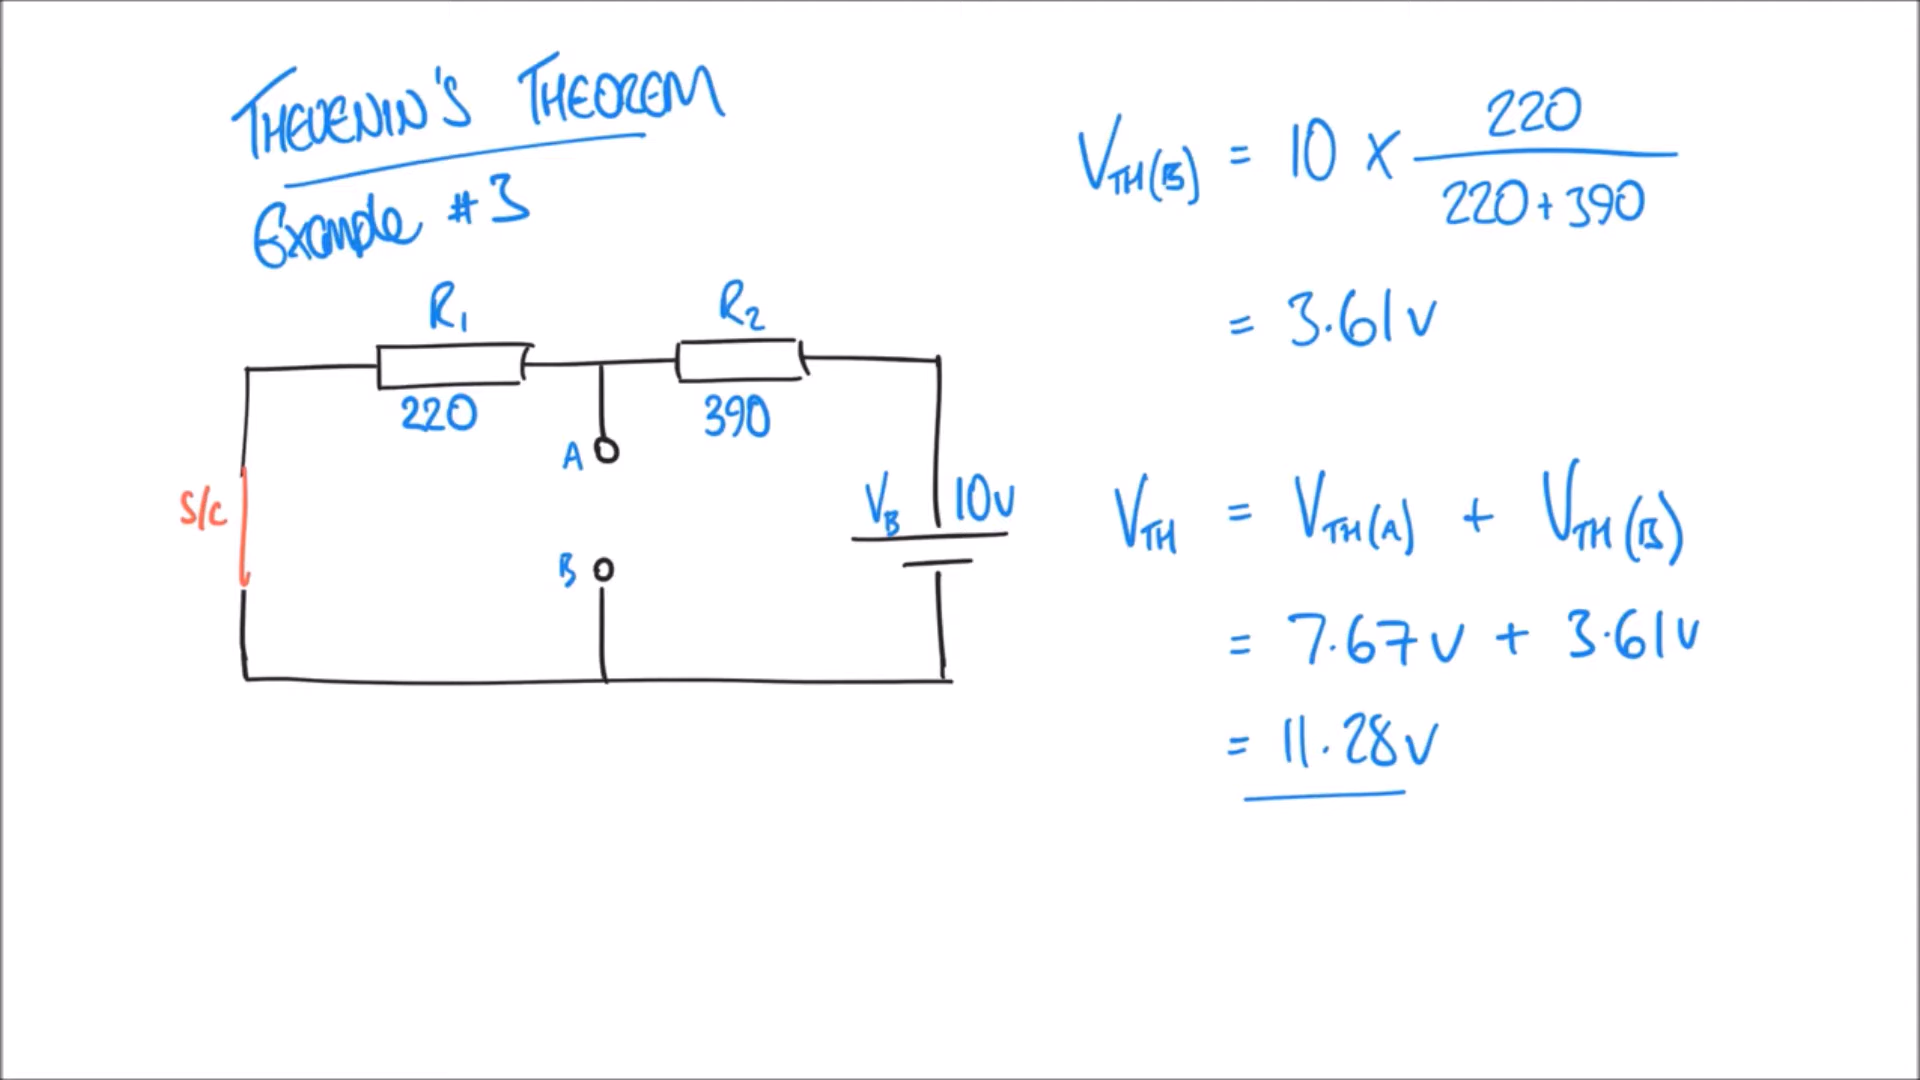 THEVENIN'S THEOREM
Example #3
R1
R2
220
390
A
S/C
B
VB 10v
VTH(B) = 10 x 220
220+390
= 3.61v
VTH = VTH(A) + VTH(B)
= 7.67v + 3.61v
= 11.28v